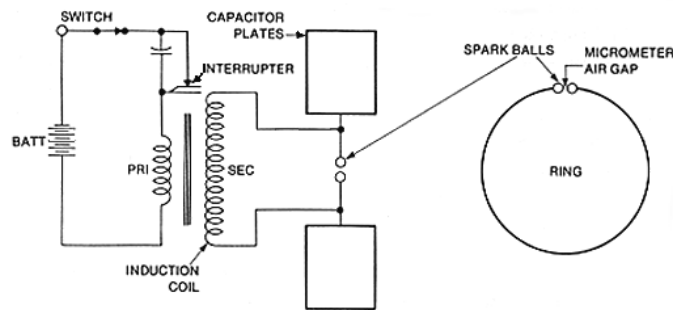 SWITCH
CAPACITOR
PLATES
SPARK BALLS
MICROMETER
AIR GAP
INTERRUPTER
BATT
PRI
SEC
RING
INDUCTION
COIL